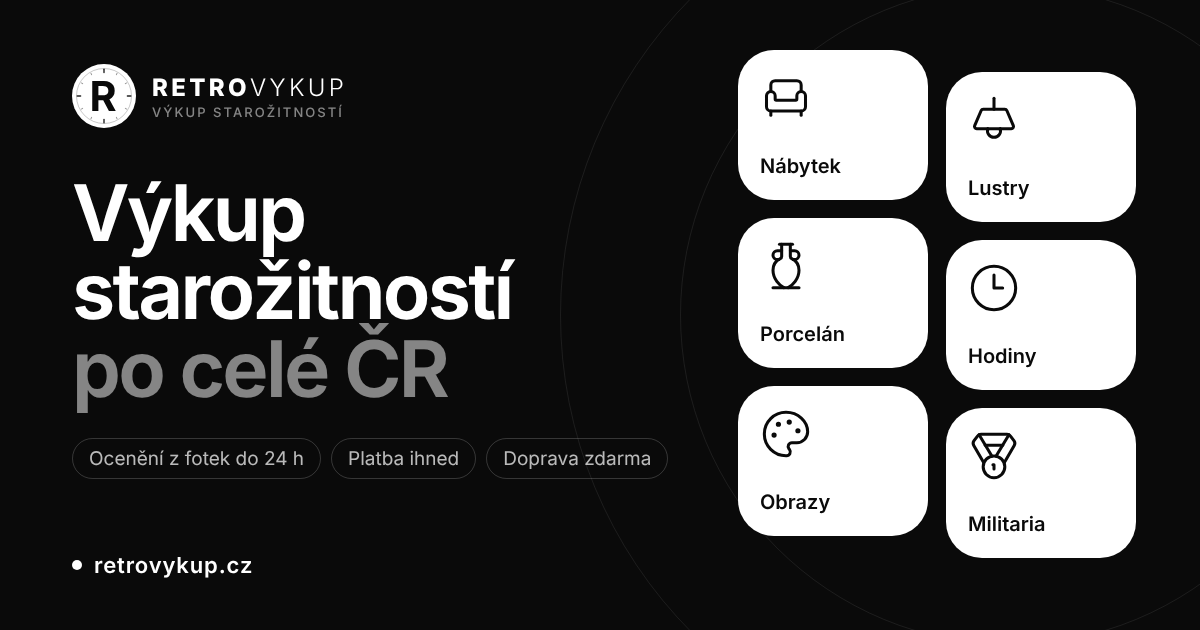 R
RETROVYKUP
VÝKUP STAROŽITNOSTÍ
Výkup
starožitností
po celé ČR
Ocenění z fotek do 24 h
Platba ihned
Doprava zdarma
retrovykup.cz
Nábytek
Lustry
Porcelán
Hodiny
Obrazy
1
Militaria